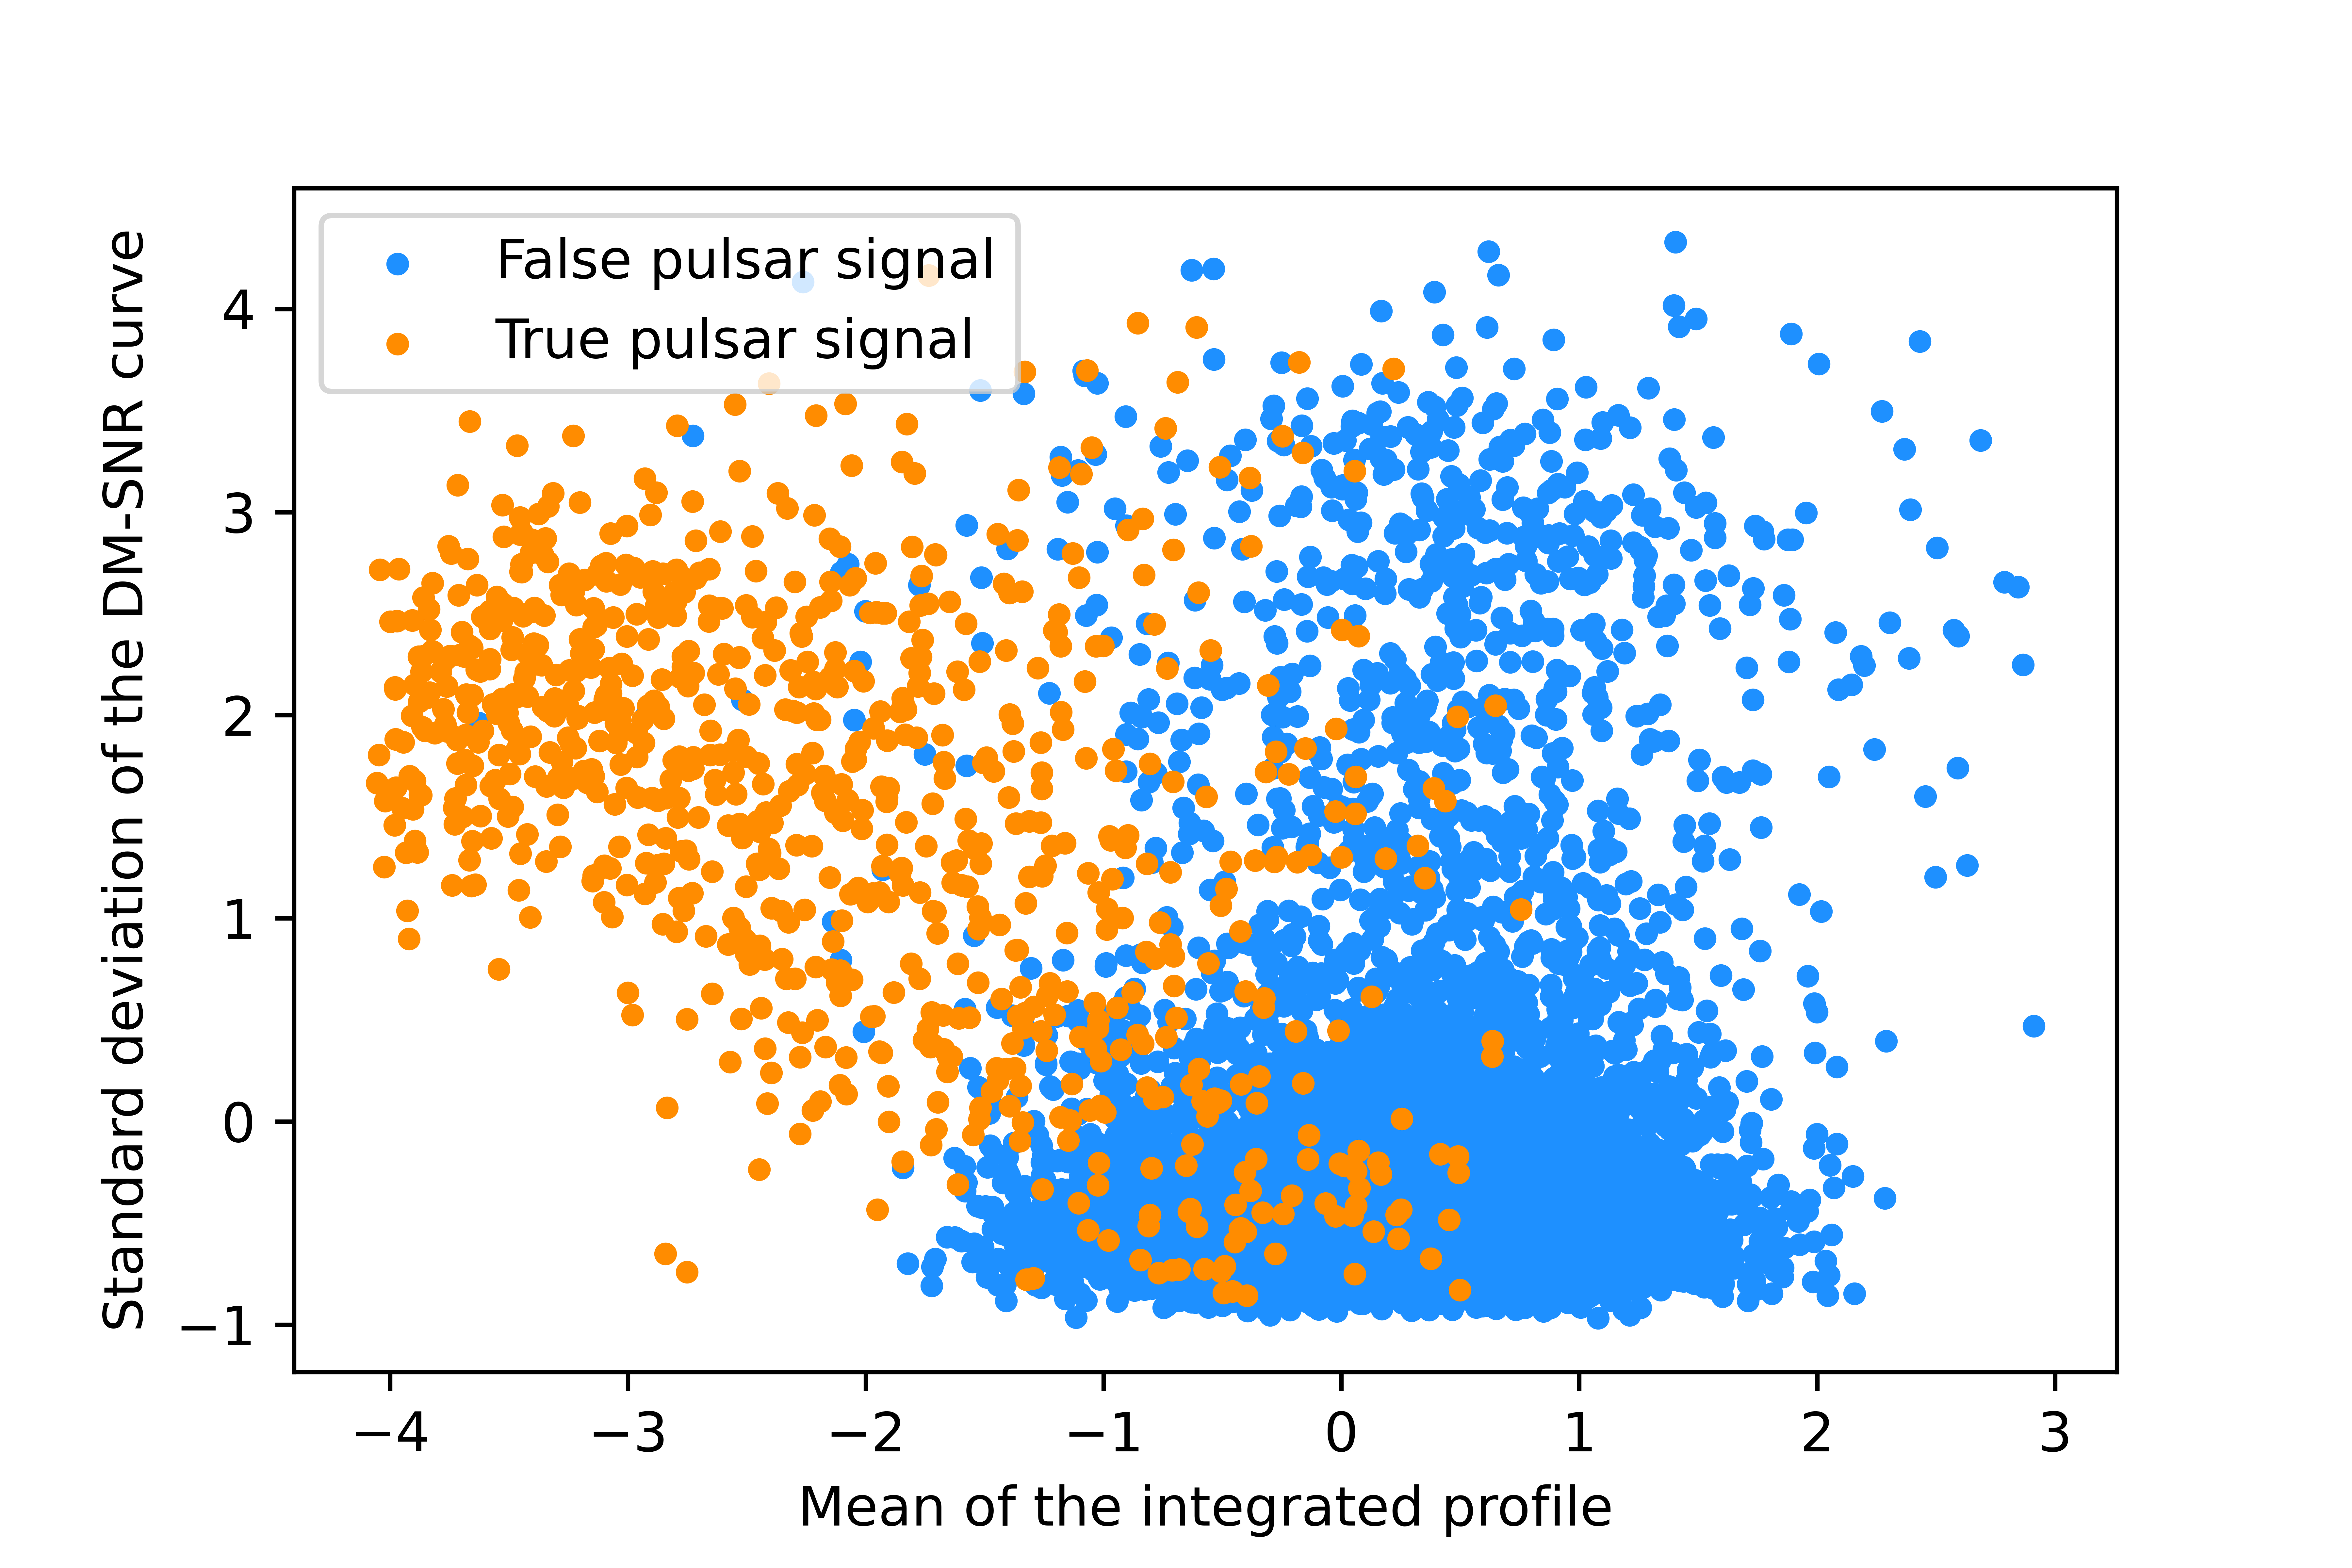 False pulsar signal
True pulsar signal
Standard deviation of the DM-SNR curve
4
3
2
1
0
−1
−4 −3 −2 −1 0 1 2 3
Mean of the integrated profile